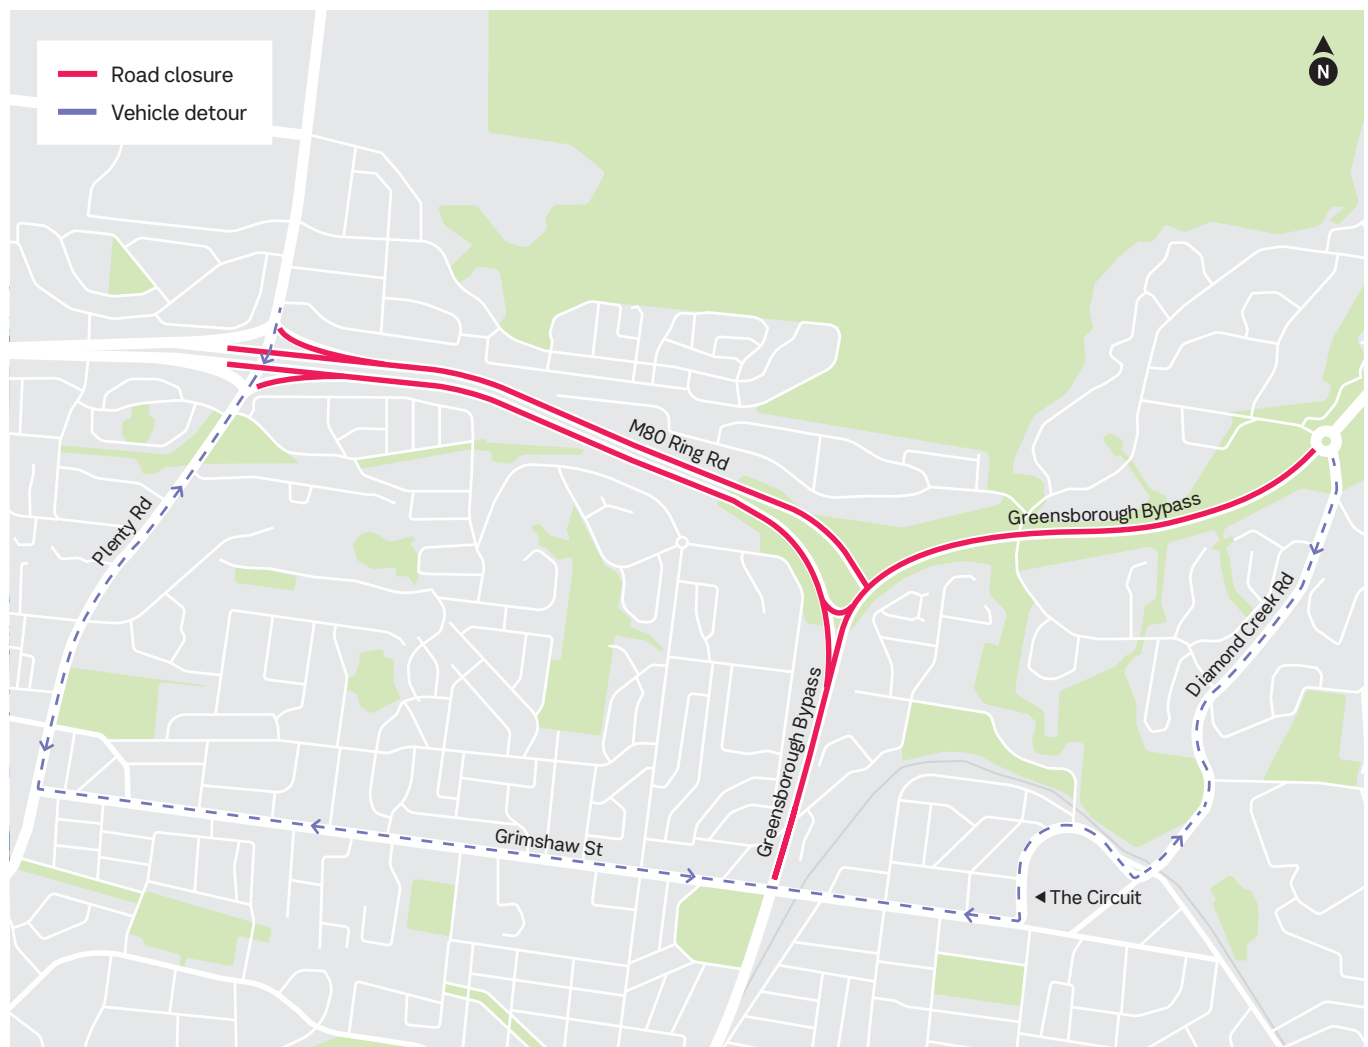 Road closure
Vehicle detour
N
M80 Ring Rd
Greensborough Bypass
Plenty Rd
Diamond Creek Rd
Greensborough Bypass
Grimshaw St
The Circuit